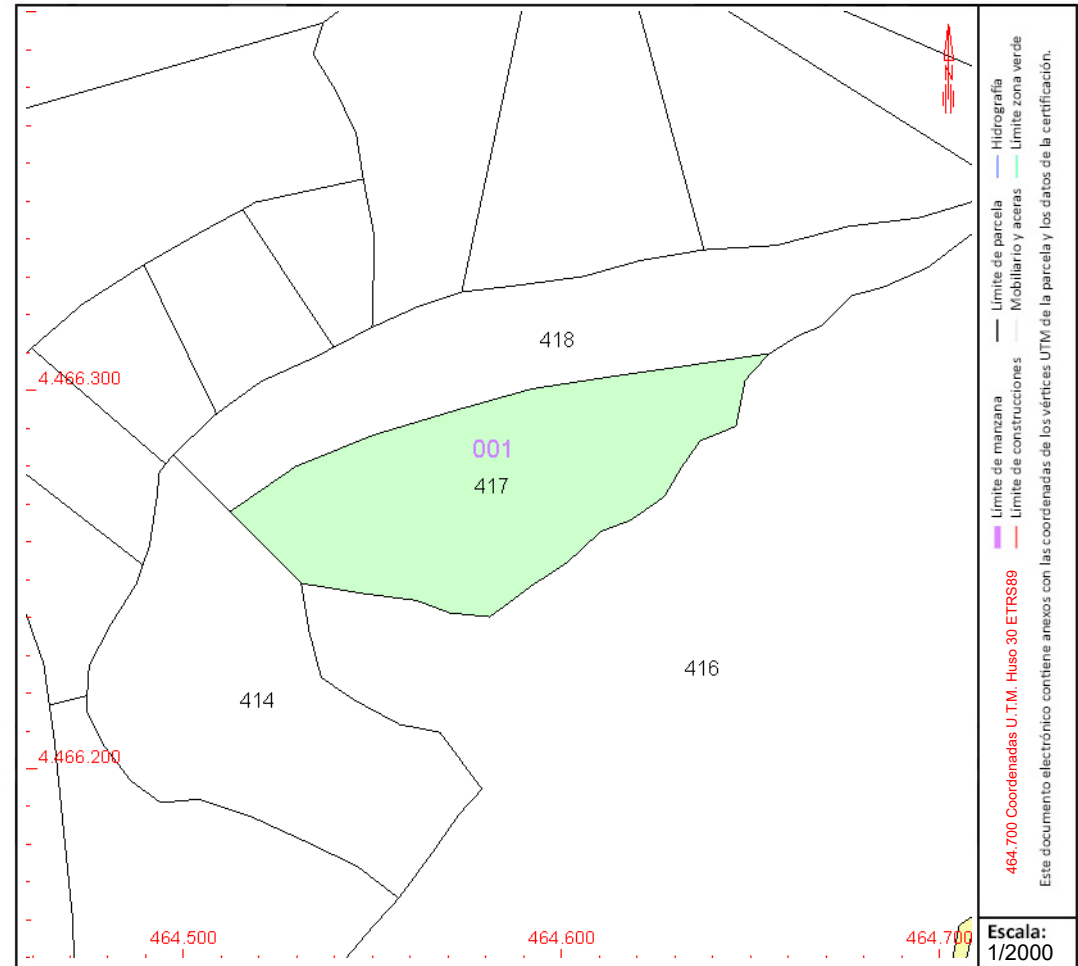 418
4.466.300
001
417
416
414
4.466.200
464.500
464.600
464.700
Límite de manzana
Límite de parcela
Hidrografía
Límite de construcciones
Mobiliario y aceras
Límite zona verde
464.700 Coordenadas U.T.M. Huso 30 ETRS89
Este documento electrónico contiene anexos con las coordenadas de los vértices UTM de la parcela y los datos de la certificación.
N
Escala:
1/2000